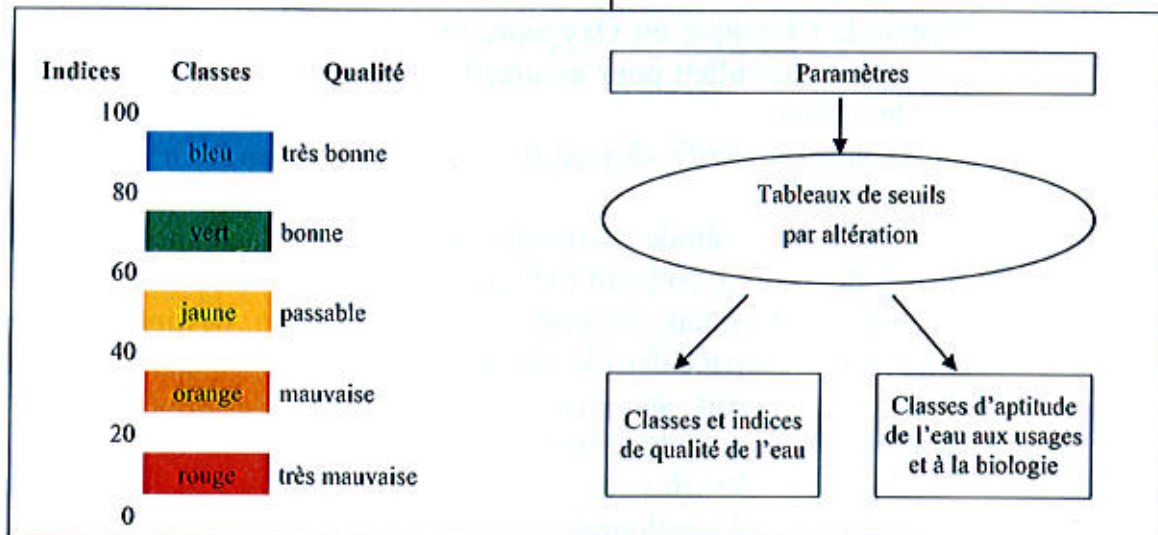 Indices Classes Qualité
100
bleu très bonne
80
vert bonne
60
jaune passable
40
orange mauvaise
20
rouge très mauvaise
0
Paramètres
Tableaux de seuils
par altération
Classes et indices
de qualité de l'eau
Classes d'aptitude
de l'eau aux usages
et à la biologie